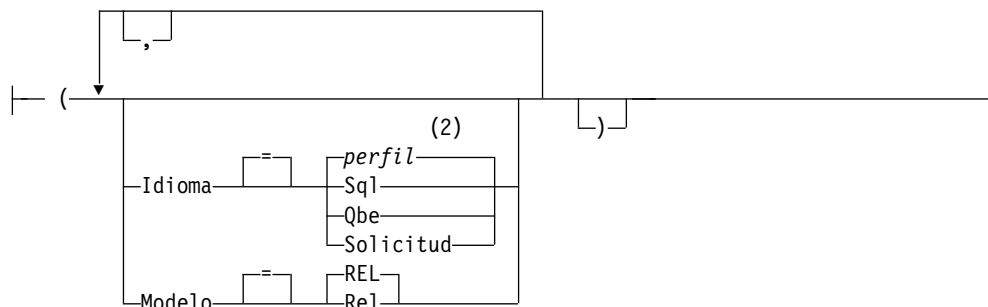 ,
(
)
(2)
= perfil
Idioma Sql
Qbe
Solicitud
= REL
Modelo Rel